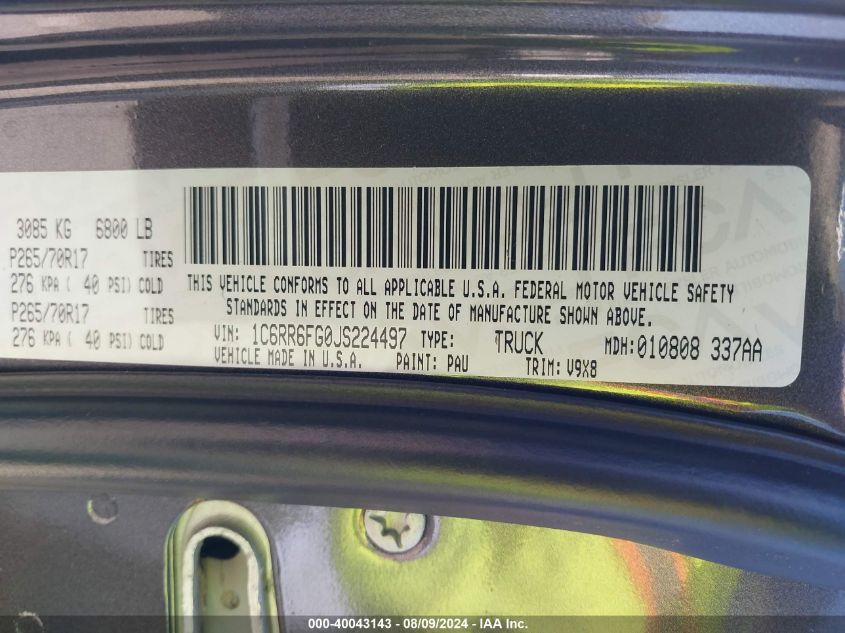 3085 KG 6800 LB
P265/70R17 TIRES
276 KPA ( 40 PSI) COLD
P265/70R17 TIRES
276 KPA ( 40 PSI) COLD
THIS VEHICLE CONFORMS TO ALL APPLICABLE U.S.A. FEDERAL MOTOR VEHICLE SAFETY
STANDARDS IN EFFECT ON THE DATE OF MANUFACTURE SHOWN ABOVE.
VIN: 1C6RR6FG0JS224497 TYPE: TRUCK MDH:010808 337AA
VEHICLE MADE IN U.S.A. PAINT: PAU TRIM: V9X8
000-40043143 - 08/09/2024 - IAA Inc.